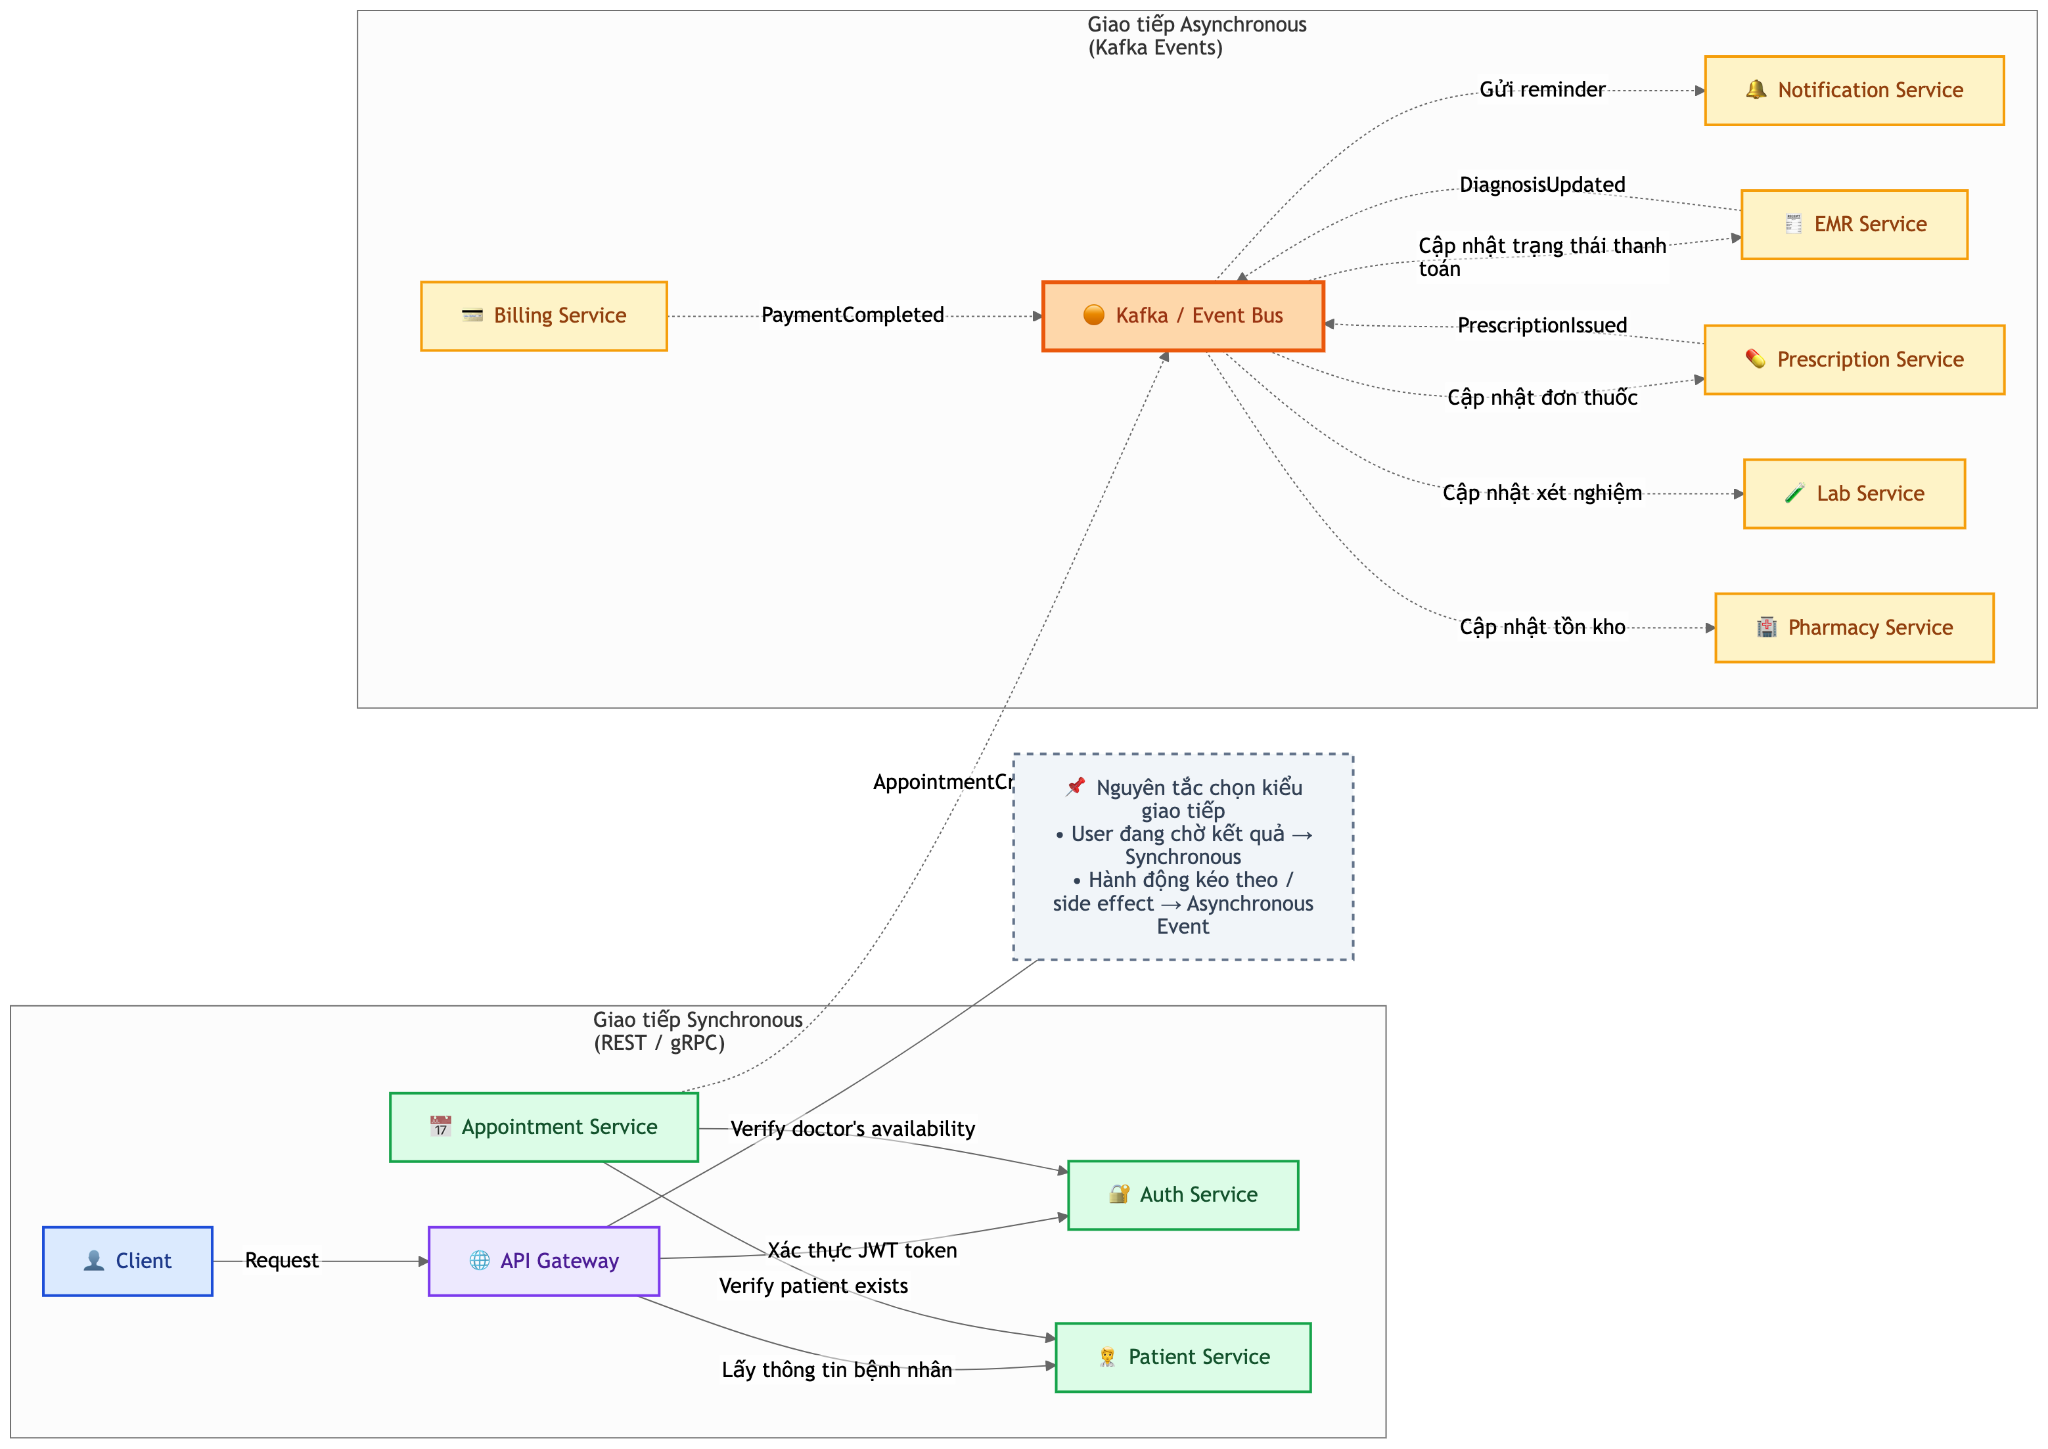 Giao tiếp Asynchronous
(Kafka Events)
Gửi reminder
Notification Service
DiagnosisUpdated
EMR Service
Cập nhật trạng thái thanh
toán
Billing Service
PaymentCompleted
Kafka / Event Bus
PrescriptionIssued
Prescription Service
Cập nhật đơn thuốc
Cập nhật xét nghiệm
Lab Service
Cập nhật tồn kho
Pharmacy Service
Nguyên tắc chọn kiểu
giao tiếp
• User đang chờ kết quả →
Synchronous
• Hành động kéo theo /
side effect → Asynchronous
Event
Giao tiếp Synchronous
(REST / gRPC)
17
Appointment Service
Verify doctor's availability
Auth Service
Client
Request
API Gateway
Xác thực JWT token
Verify patient exists
Patient Service
Lấy thông tin bệnh nhân